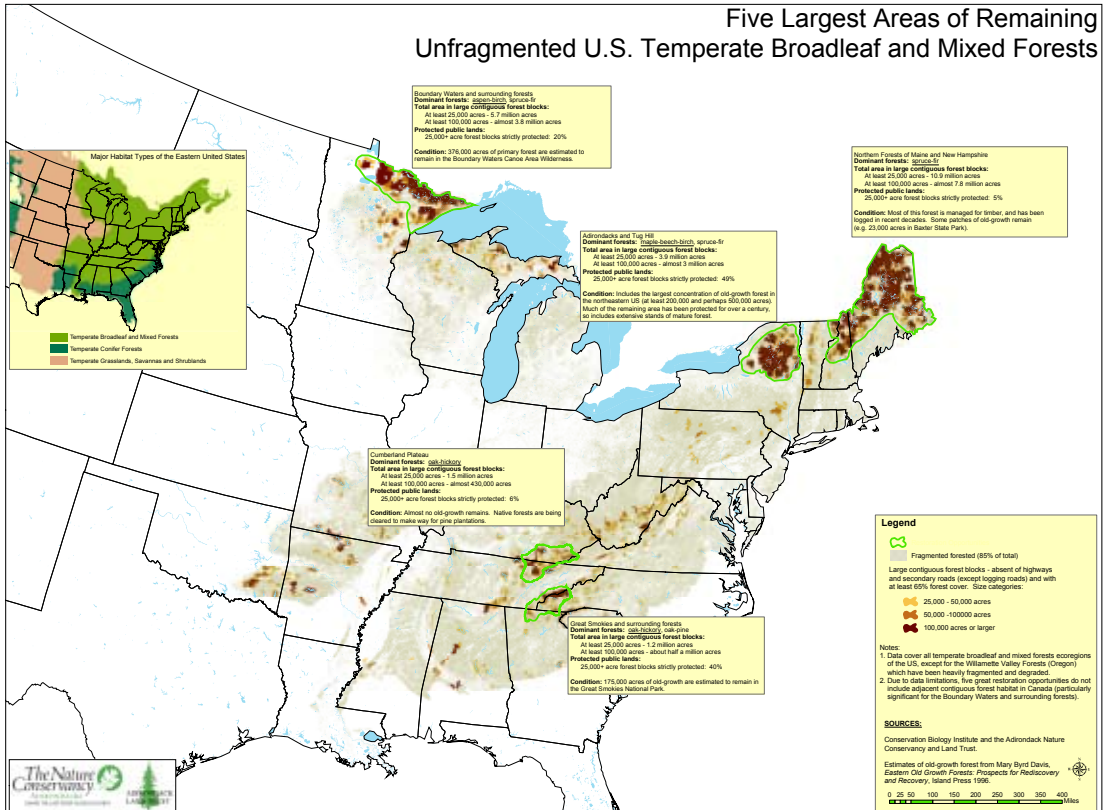 Five Largest Areas of Remaining
Unfragmented U.S. Temperate Broadleaf and Mixed Forests
Boundary Waters and surrounding forests
Dominant forests: aspen-birch, spruce-fir
Total area in large contiguous forest blocks:
At least 25,000 acres - 5.7 million acres
At least 100,000 acres - almost 3.8 million acres
Protected public lands:
25,000+ acre forest blocks strictly protected: 20%
Condition: 376,000 acres of primary forest are estimated to
remain in the Boundary Waters Canoe Area Wilderness.
Major Habitat Types of the Eastern United States
Temperate Broadleaf and Mixed Forests
Temperate Conifer Forests
Temperate Grasslands, Savannas and Shrublands
Northern Forests of Maine and New Hampshire
Dominant forests: spruce-fir
Total area in large contiguous forest blocks:
At least 25,000 acres - 10.9 million acres
At least 100,000 acres - almost 7.8 million acres
Protected public lands:
25,000+ acre forest blocks strictly protected: 5%
Condition: Most of this forest is managed for timber, and has been
logged in recent decades. Some patches of old-growth remain
(e.g. 23,000 acres in Baxter State Park).
Adirondacks and Tug Hill
Dominant forests: maple-beech-birch, spruce-fir
Total area in large contiguous forest blocks:
At least 25,000 acres - 3.9 million acres
At least 100,000 acres - almost 3 million acres
Protected public lands:
25,000+ acre forest blocks strictly protected: 49%
Condition: Includes the largest concentration of old-growth forest in
the northeastern US (at least 200,000 and perhaps 500,000 acres).
Much of the remaining area has been protected for over a century,
so includes extensive stands of mature forest.
Cumberland Plateau
Dominant forests: oak-hickory
Total area in large contiguous forest blocks:
At least 25,000 acres - 1.5 million acres
At least 100,000 acres - almost 430,000 acres
Protected public lands:
25,000+ acre forest blocks strictly protected: 6%
Condition: Almost no old-growth remains. Native forests are being
cleared to make way for pine plantations.
Great Smokies and surrounding forests
Dominant forests: oak-hickory, oak-pine
Total area in large contiguous forest blocks:
At least 25,000 acres - 1.2 million acres
At least 100,000 acres - about half a million acres
Protected public lands:
25,000+ acre forest blocks strictly protected: 40%
Condition: 175,000 acres of old-growth are estimated to remain in
the Great Smokies National Park.
Legend
Fragmented forested (85% of total)
Large contiguous forest blocks - absent of highways
and secondary roads (except logging roads) and with
at least 65% forest cover. Size categories:
25,000 - 50,000 acres
50,000 -100000 acres
100,000 acres or larger
Notes:
1. Data cover all temperate broadleaf and mixed forests ecoregions
of the US, except for the Willamette Valley Forests (Oregon)
which have been heavily fragmented and degraded.
2. Due to data limitations, five great restoration opportunities do not
include adjacent contiguous forest habitat in Canada (particularly
significant for the Boundary Waters and surrounding forests).
SOURCES:
Conservation Biology Institute and the Adirondack Nature
Conservancy and Land Trust.
Estimates of old-growth forest from Mary Byrd Davis,
Eastern Old Growth Forests: Prospects for Rediscovery
and Recovery, Island Press 1996.
0 25 50 100 150 200 250 300 350 400
Miles
The Nature
Conservancy
ADIRONDACK
LAND TRUST